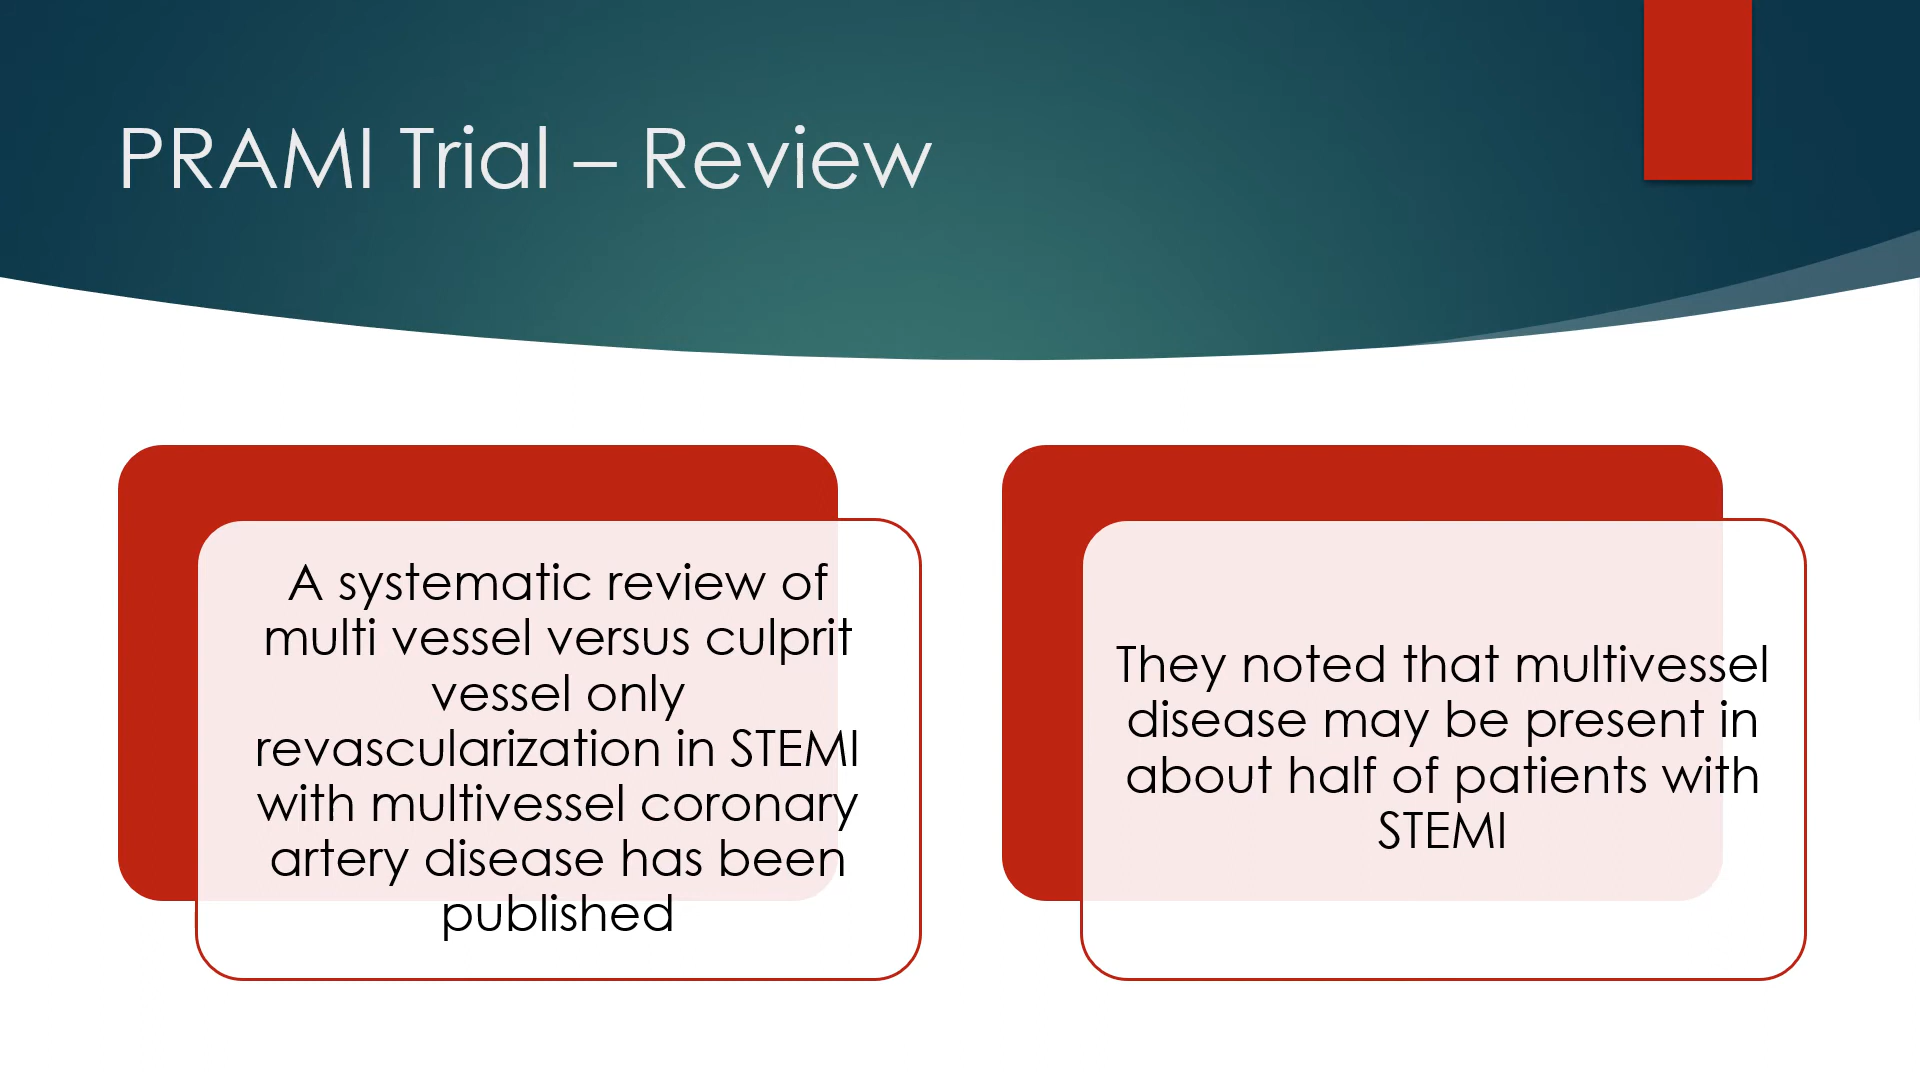 PRAMI Trial – Review
A systematic review of
multi vessel versus culprit
vessel only
revascularization in STEMI
with multivessel coronary
artery disease has been
published
They noted that multivessel
disease may be present in
about half of patients with
STEMI